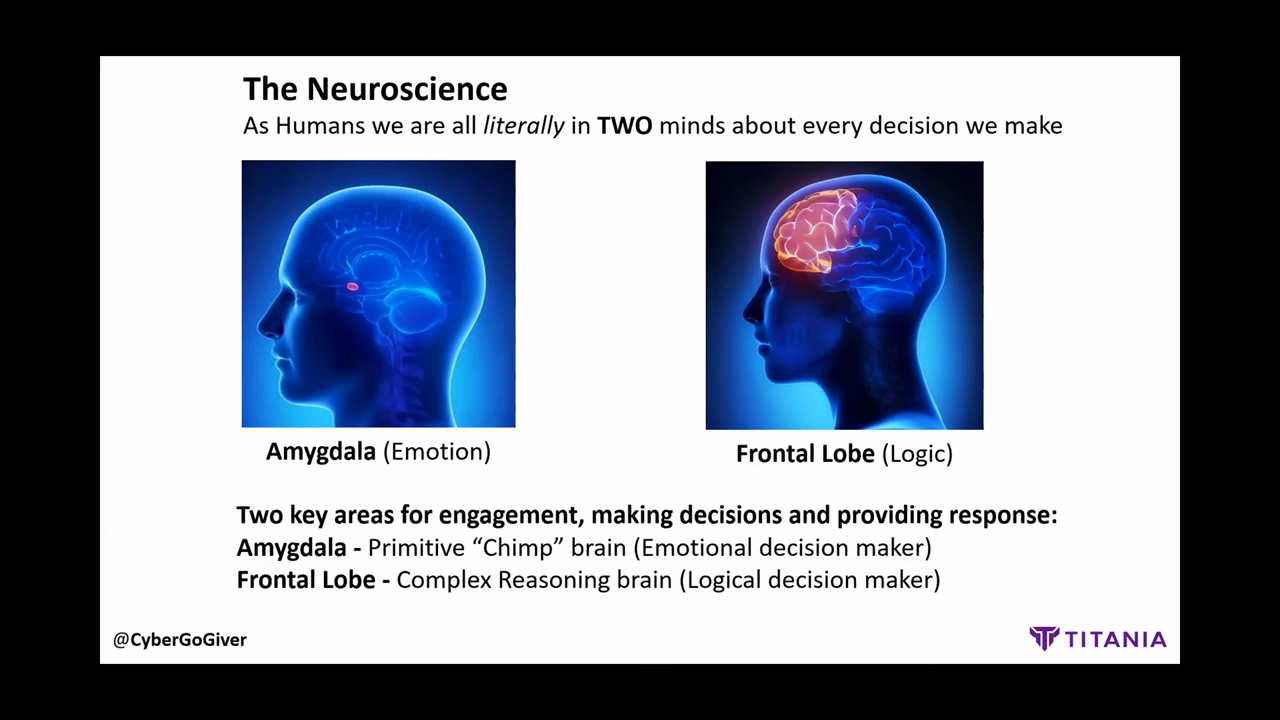 The Neuroscience
As Humans we are all literally in TWO minds about every decision we make
Amygdala (Emotion)
Frontal Lobe (Logic)
Two key areas for engagement, making decisions and providing response:
Amygdala - Primitive “Chimp” brain (Emotional decision maker)
Frontal Lobe - Complex Reasoning brain (Logical decision maker)
@CyberGoGiver
TITANIA